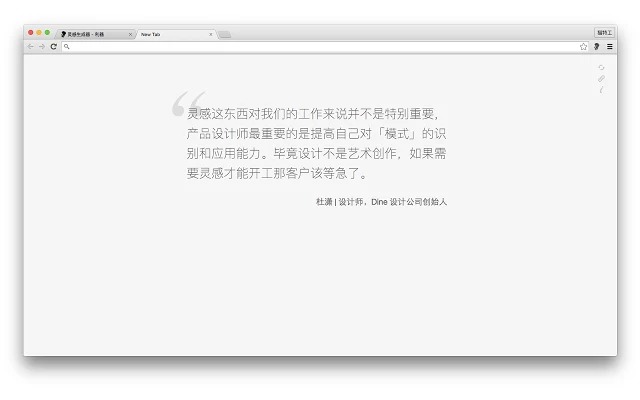 灵感生成器 - 利器
New Tab
猫特工
“
灵感这东西对我们的工作来说并不是特别重要，
产品设计师最重要的是提高自己对「模式」的识
别和应用能力。毕竟设计不是艺术创作，如果需
要灵感才能开工那客户该等急了。
杜潇 | 设计师，Dine 设计公司创始人